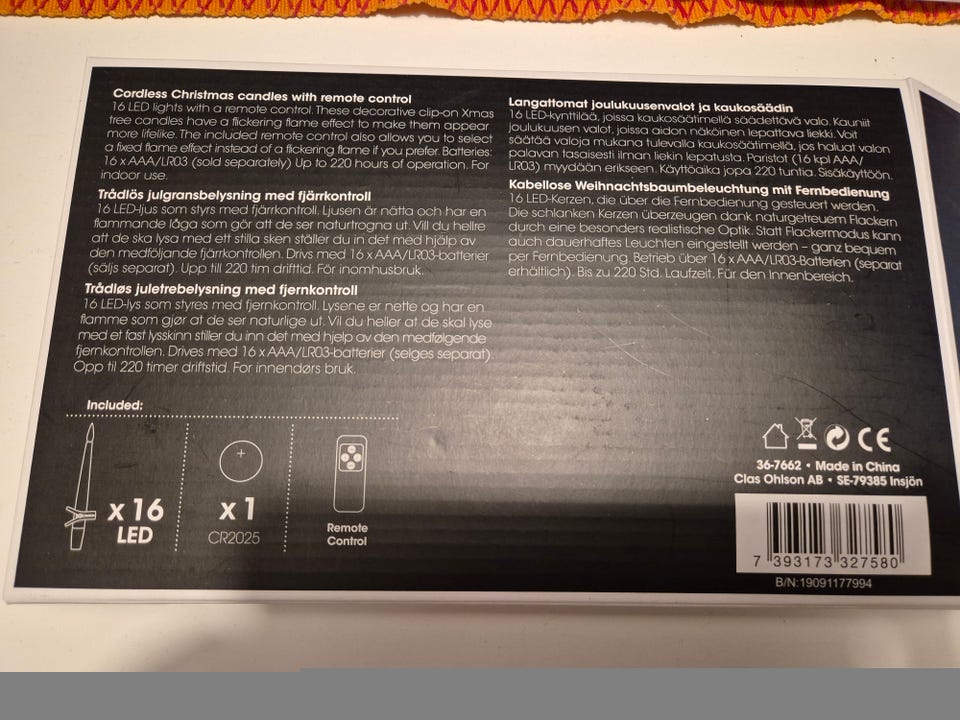 Cordless Christmas candles with remote control
16 LED lights with a remote control. These decorative clip-on Xmas
tree candles have a flickering flame effect to make them appear
more lifelike. The included remote control also allows you to select
a fixed flame effect instead of a flickering flame if you prefer. Batteries:
16 x AAA/LR03 (sold separately) Up to 220 hours of operation. For
indoor use.
Trådlös julgransbelysning med fjärrkontroll
16 LED-ljus som styrs med fjärrkontroll. Ljusen är nätta och har en
flammande låga som gör att de ser naturtrogna ut. Vill du hellre
att de ska lysa med ett stilla sken ställer du in det med hjälp av
den medföljande fjärrkontrollen. Drivs med 16 x AAA/LR03-batterier
(säljs separat). Upp till 220 tim drifttid. För inomhusbruk.
Trådløs juletrebelysning med fjernkontroll
16 LED-lys som styres med fjernkontroll. Lysene er nette og har en
flamme som gjør at de ser naturlige ut. Vil du heller at de skal lyse
med et fast lysskinn stiller du inn det med hjelp av den medfølgende
fjernkontrollen. Drives med 16 x AAA/LR03-batterier (selges separat).
Opp til 220 timer driftstid. For innendørs bruk.
Langattomat joulukuusenvalot ja kaukosäädin
16 LED-kynttilää, joissa kaukosäätimellä säädettävä valo. Kauniit
joulukuusen valot, joissa aidon näköinen lepattava liekki. Voit
säätää valoja mukana tulevalla kaukosäätimellä, jos haluat valon
palavan tasaisesti ilman liekin lepatusta. Paristot (16 kpl AAA/
LR03) myydään erikseen. Käyttöaika jopa 220 tuntia. Sisäkäyttöön.
Kabellose Weihnachtsbaumbeleuchtung mit Fernbedienung
16 LED-Kerzen, die über die Fernbedienung gesteuert werden.
Die schlanken Kerzen überzeugen dank naturgetreuem Flackern
durch eine besonders realistische Optik. Statt Flackermodus kann
auch dauerhaftes Leuchten eingestellt werden – ganz bequem
per Fernbedienung. Betrieb über 16 x AAA/LR03-Batterien (separat
erhältlich). Bis zu 220 Std. Laufzeit. Für den Innenbereich.
Included:
x 16
LED
x 1
CR2025
Remote
Control
CE
36-7662 • Made in China
Clas Ohlson AB • SE-79385 Insjön
7 393173 327580
B/N:19091177994